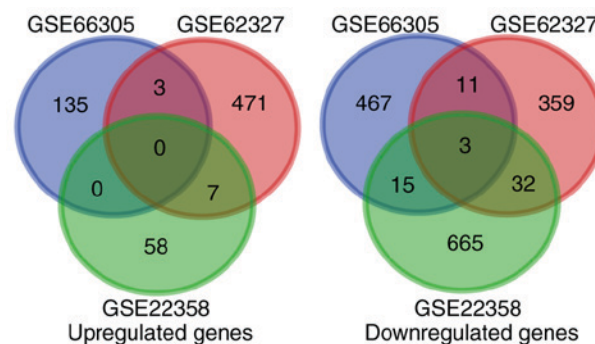 GSE66305 GSE62327
135 3 471
0
0 7
58
GSE22358
Upregulated genes
GSE66305 GSE62327
467 11 359
3
15 32
665
GSE22358
Downregulated genes